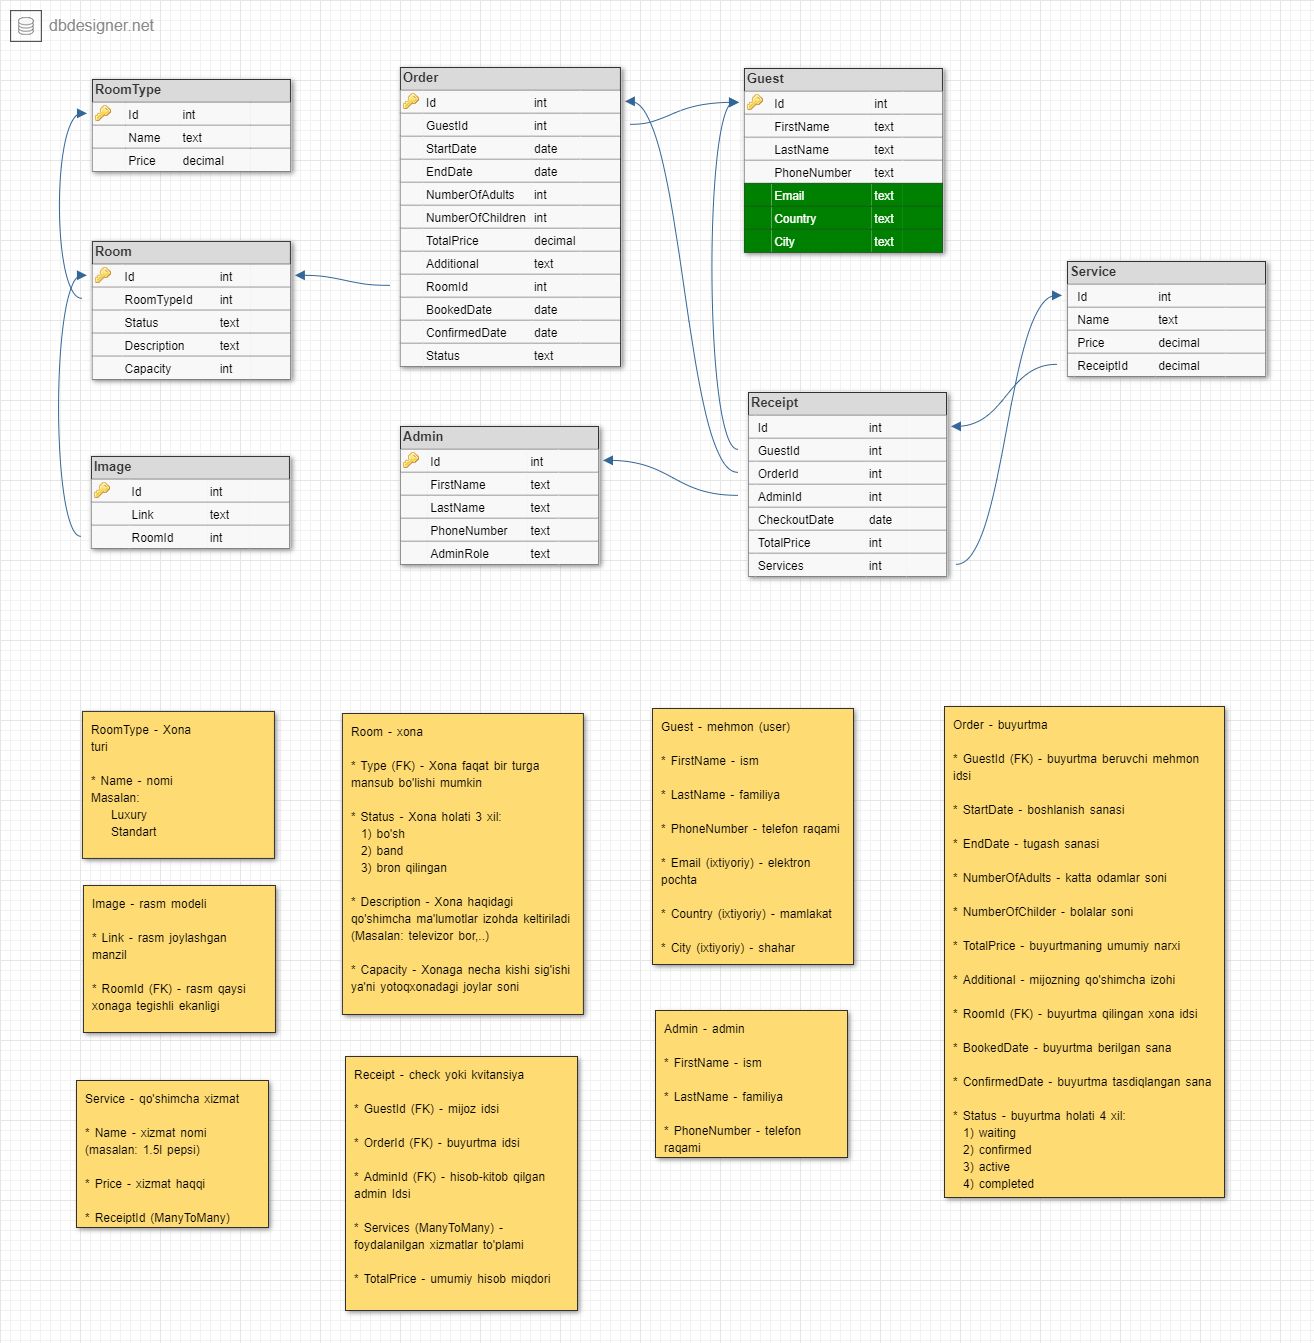 dbdesigner.net
RoomType
Id int
Name text
Price decimal
Room
Id int
RoomTypeId int
Status text
Description text
Capacity int
Image
Id int
Link text
RoomId int
Order
Id int
GuestId int
StartDate date
EndDate date
NumberOfAdults int
NumberOfChildren int
TotalPrice decimal
Additional text
RoomId int
BookedDate date
ConfirmedDate date
Status text
Admin
Id int
FirstName text
LastName text
PhoneNumber text
AdminRole text
Guest
Id int
FirstName text
LastName text
PhoneNumber text
Email text
Country text
City text
Receipt
Id int
GuestId int
OrderId int
AdminId int
CheckoutDate date
TotalPrice int
Services int
Service
Id int
Name text
Price decimal
ReceiptId decimal
RoomType - Xona
turi
* Name - nomi
Masalan:
Luxury
Standart
Image - rasm modeli
* Link - rasm joylashgan
manzil
* RoomId (FK) - rasm qaysi
xonaga tegishli ekanligi
Service - qo'shimcha xizmat
* Name - xizmat nomi
(masalan: 1.5l pepsi)
* Price - xizmat haqqi
* ReceiptId (ManyToMany)
Room - xona
* Type (FK) - Xona faqat bir turga
mansub bo'lishi mumkin
* Status - Xona holati 3 xil:
1) bo'sh
2) band
3) bron qilingan
* Description - Xona haqidagi
qo'shimcha ma'lumotlar izohda keltiriladi
(Masalan: televizor bor,..)
* Capacity - Xonaga necha kishi sig'ishi
ya'ni yotoqxonadagi joylar soni
Receipt - check yoki kvitansiya
* GuestId (FK) - mijoz idsi
* OrderId (FK) - buyurtma idsi
* AdminId (FK) - hisob-kitob qilgan
admin Idsi
* Services (ManyToMany) -
foydalanilgan xizmatlar to'plami
* TotalPrice - umumiy hisob miqdori
Guest - mehmon (user)
* FirstName - ism
* LastName - familiya
* PhoneNumber - telefon raqami
* Email (ixtiyoriy) - elektron
pochta
* Country (ixtiyoriy) - mamlakat
* City (ixtiyoriy) - shahar
Admin - admin
* FirstName - ism
* LastName - familiya
* PhoneNumber - telefon
raqami
Order - buyurtma
* GuestId (FK) - buyurtma beruvchi mehmon
idsi
* StartDate - boshlanish sanasi
* EndDate - tugash sanasi
* NumberOfAdults - katta odamlar soni
* NumberOfChilder - bolalar soni
* TotalPrice - buyurtmaning umumiy narxi
* Additional - mijozning qo'shimcha izohi
* RoomId (FK) - buyurtma qilingan xona idsi
* BookedDate - buyurtma berilgan sana
* ConfirmedDate - buyurtma tasdiqlangan sana
* Status - buyurtma holati 4 xil:
1) waiting
2) confirmed
3) active
4) completed